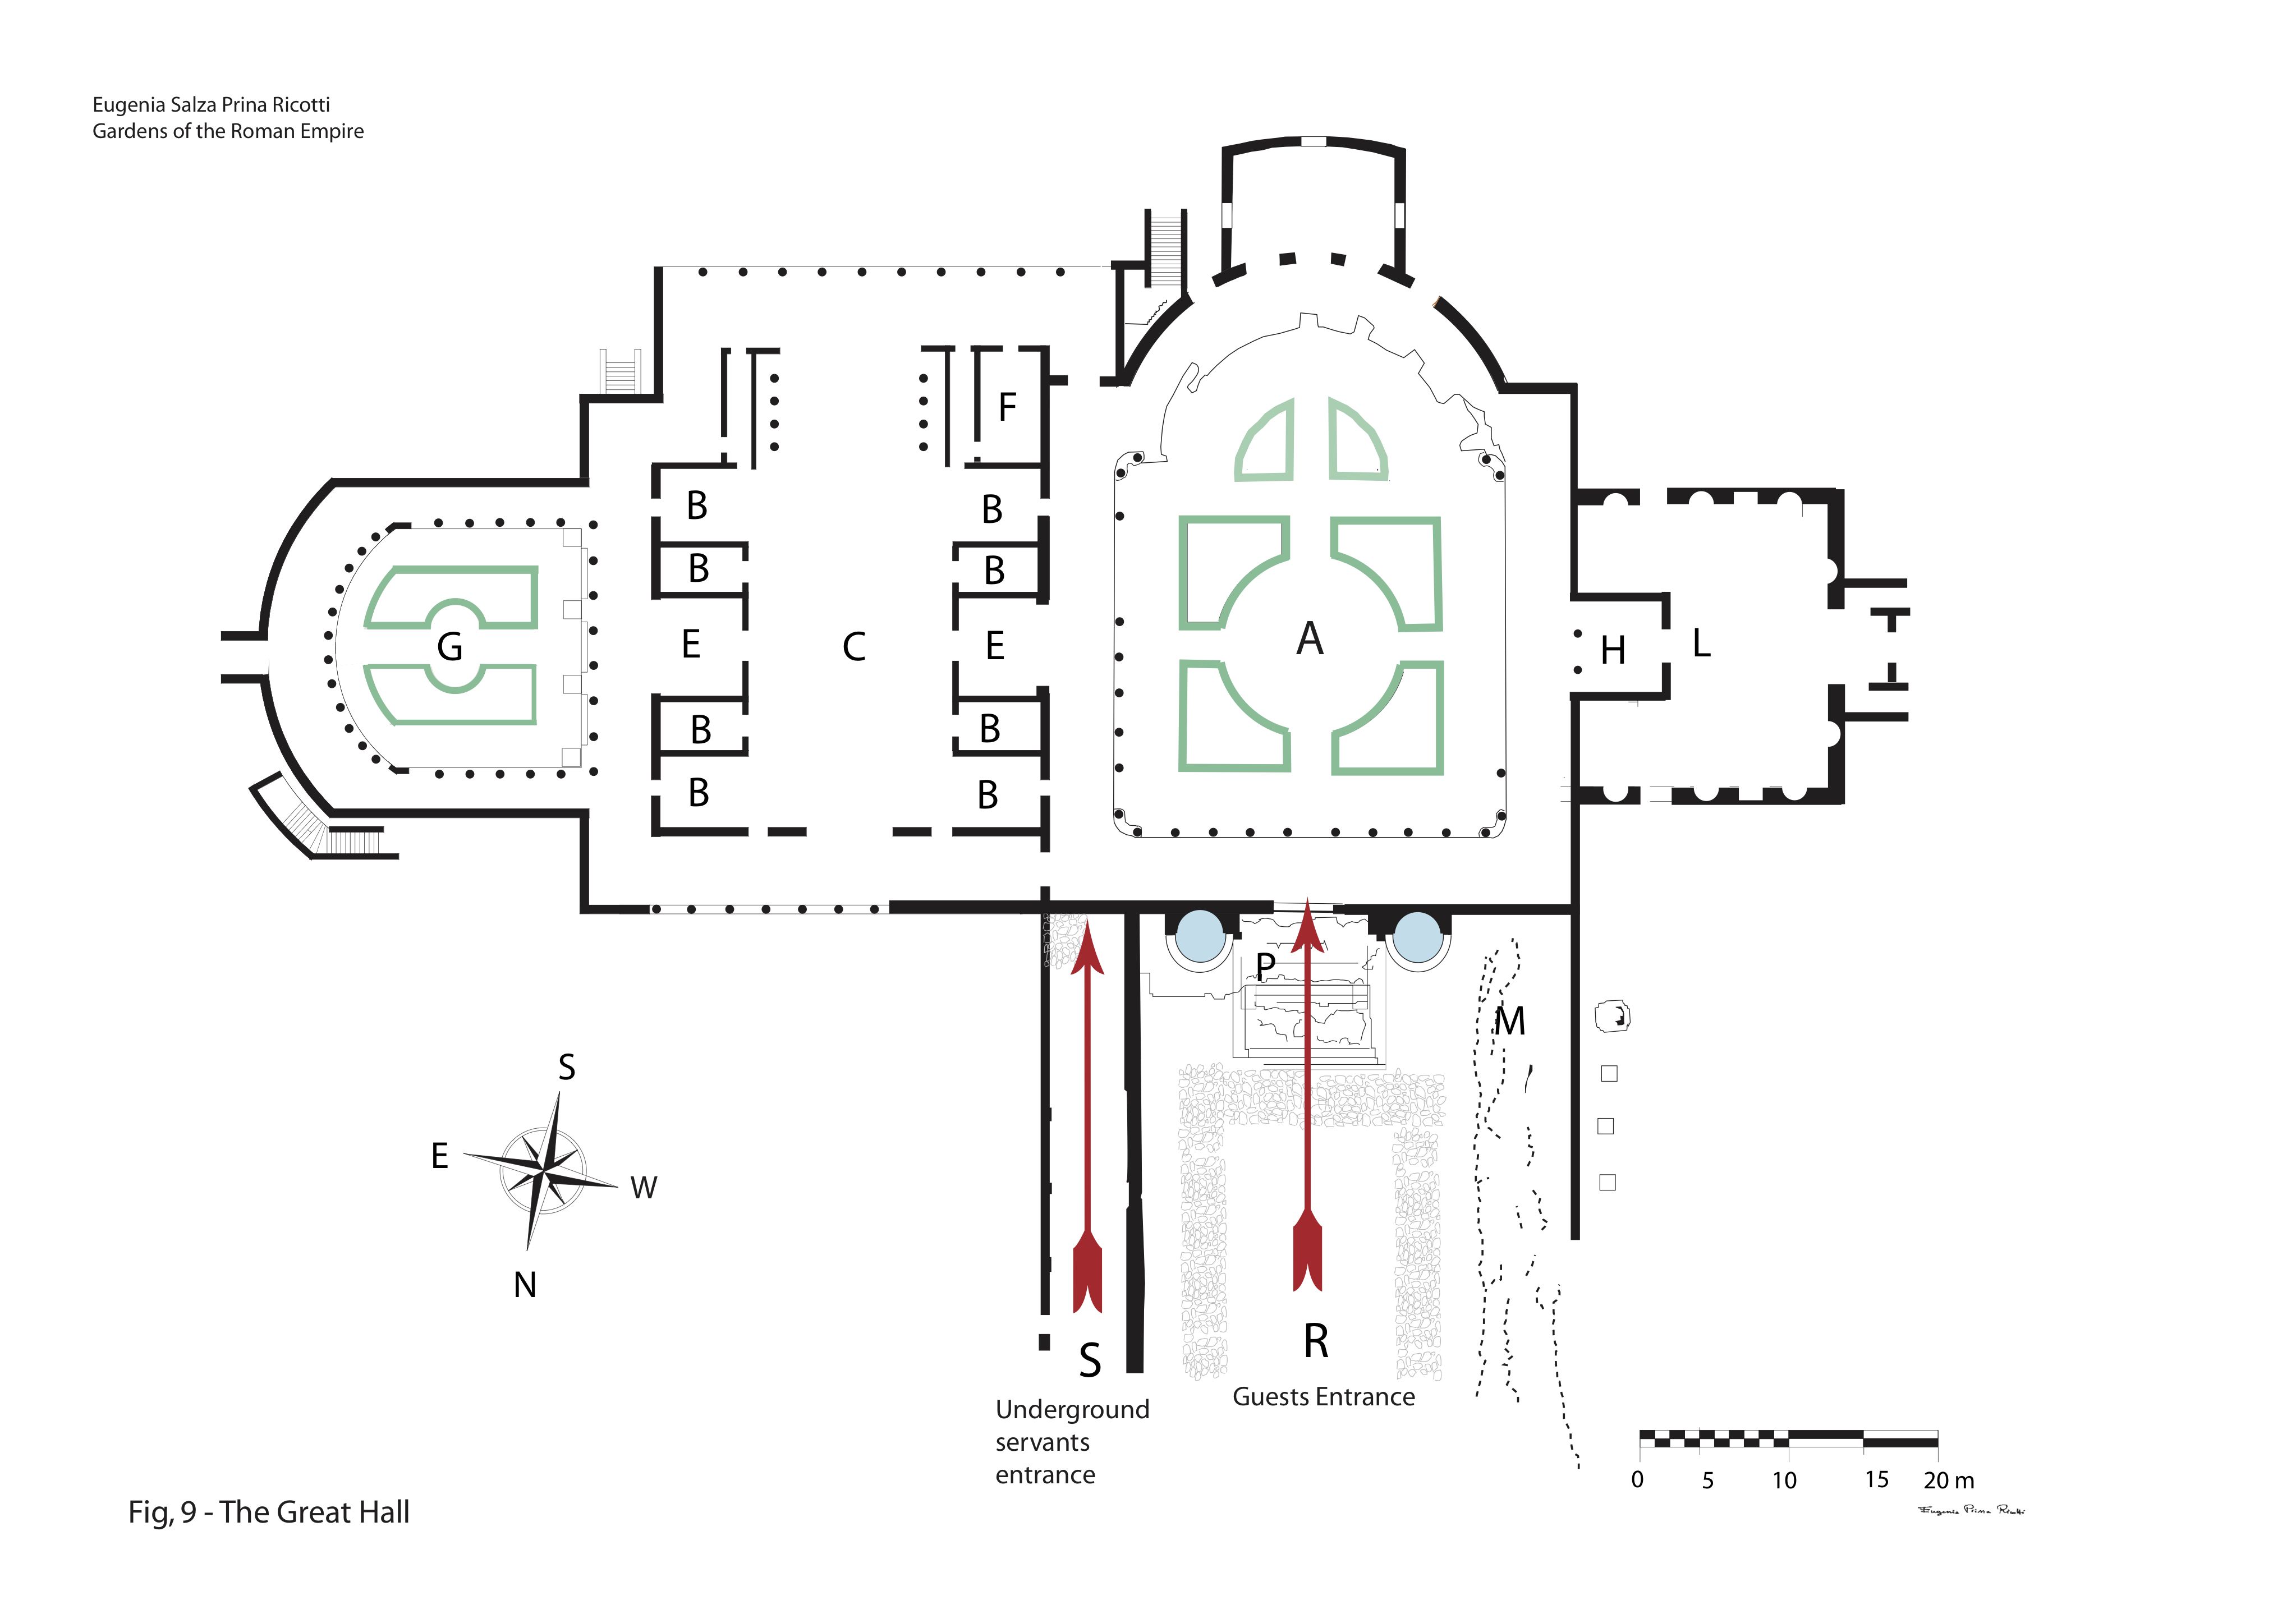 Eugenia Salza Prina Ricotti
Gardens of the Roman Empire
F
B
B
B
B
G
E
C
E
A
H
L
B
B
B
B
P
M
S
E
W
N
S
R
Underground
servants
entrance
Guests Entrance
0 5 10 15 20 m
Eugenia Prina Ricotti
Fig, 9 - The Great Hall